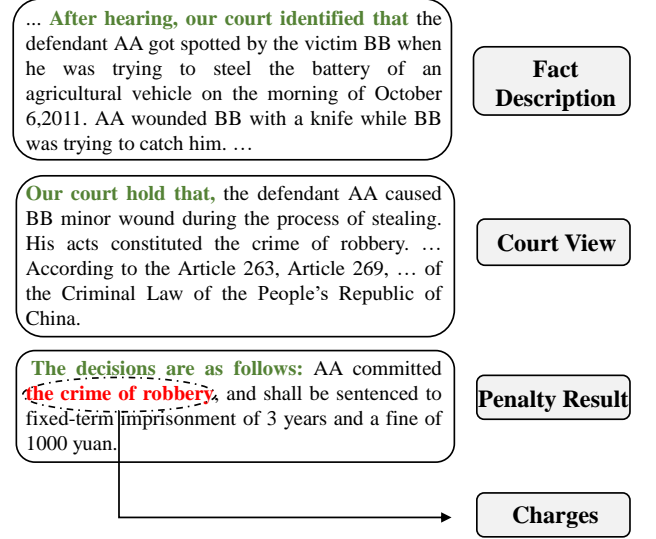 ... After hearing, our court identified that the
defendant AA got spotted by the victim BB when
he was trying to steel the battery of an
agricultural vehicle on the morning of October
6,2011. AA wounded BB with a knife while BB
was trying to catch him. ...
Fact
Description
Our court hold that, the defendant AA caused
BB minor wound during the process of stealing.
His acts constituted the crime of robbery. ...
According to the Article 263, Article 269, ... of
the Criminal Law of the People's Republic of
China.
Court View
The decisions are as follows: AA committed
the crime of robbery, and shall be sentenced to
fixed-term imprisonment of 3 years and a fine of
1000 yuan.
Penalty Result
Charges